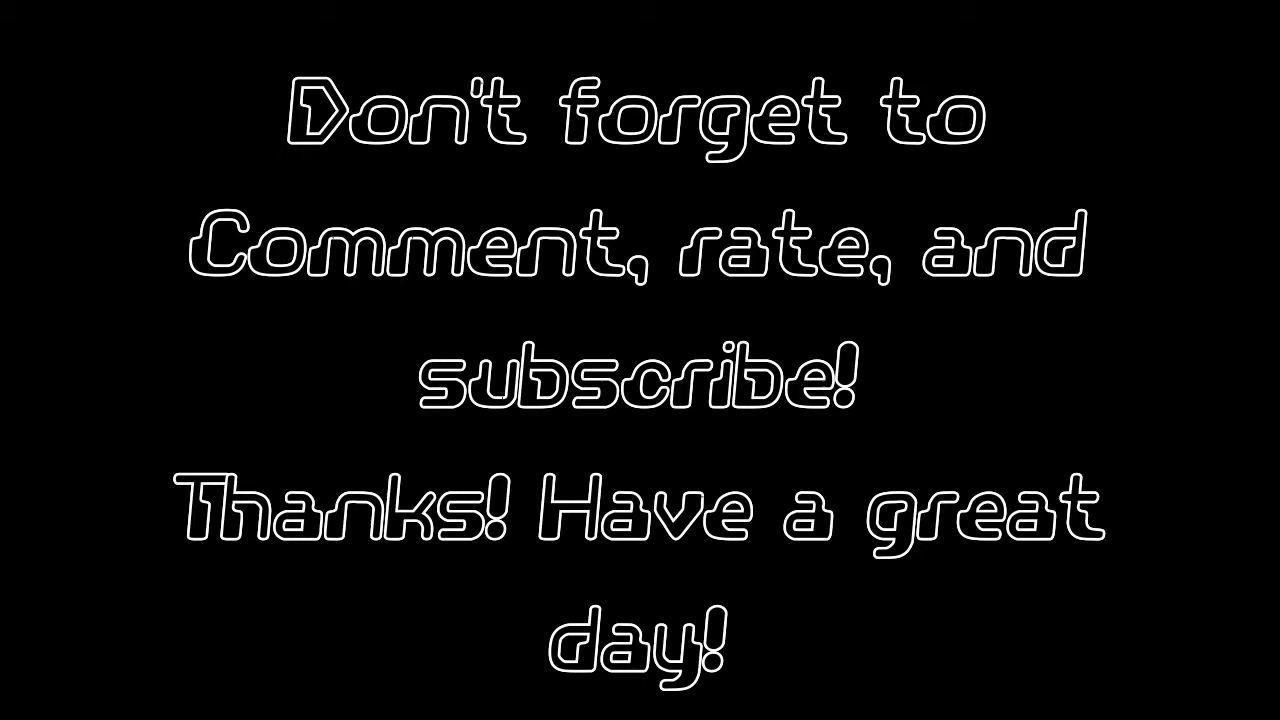 Don't forget to
Comment, rate, and
subscribe!
Thanks! Have a great
day!